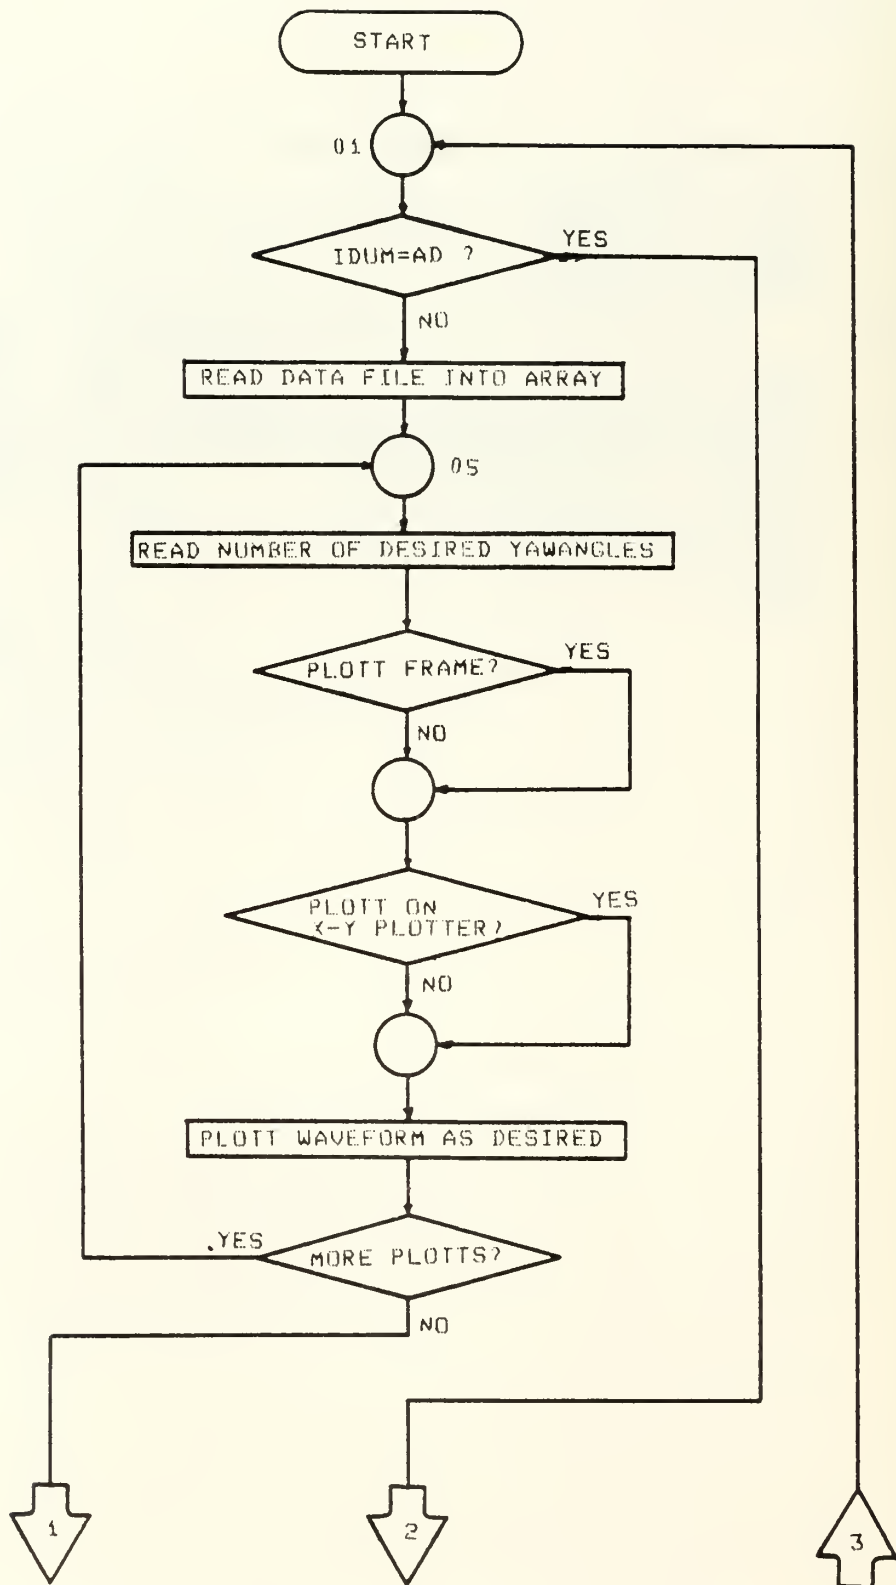 START
01
IDUM=AD ?
YES
NO
READ DATA FILE INTO ARRAY
05
READ NUMBER OF DESIRED YAWANGLES
PLOTT FRAME?
YES
NO
PLOTT ON
X-Y PLOTTER?
YES
NO
PLOTT WAVEFORM AS DESIRED
.YES
MORE PLOTTS?
NO
1
2
3